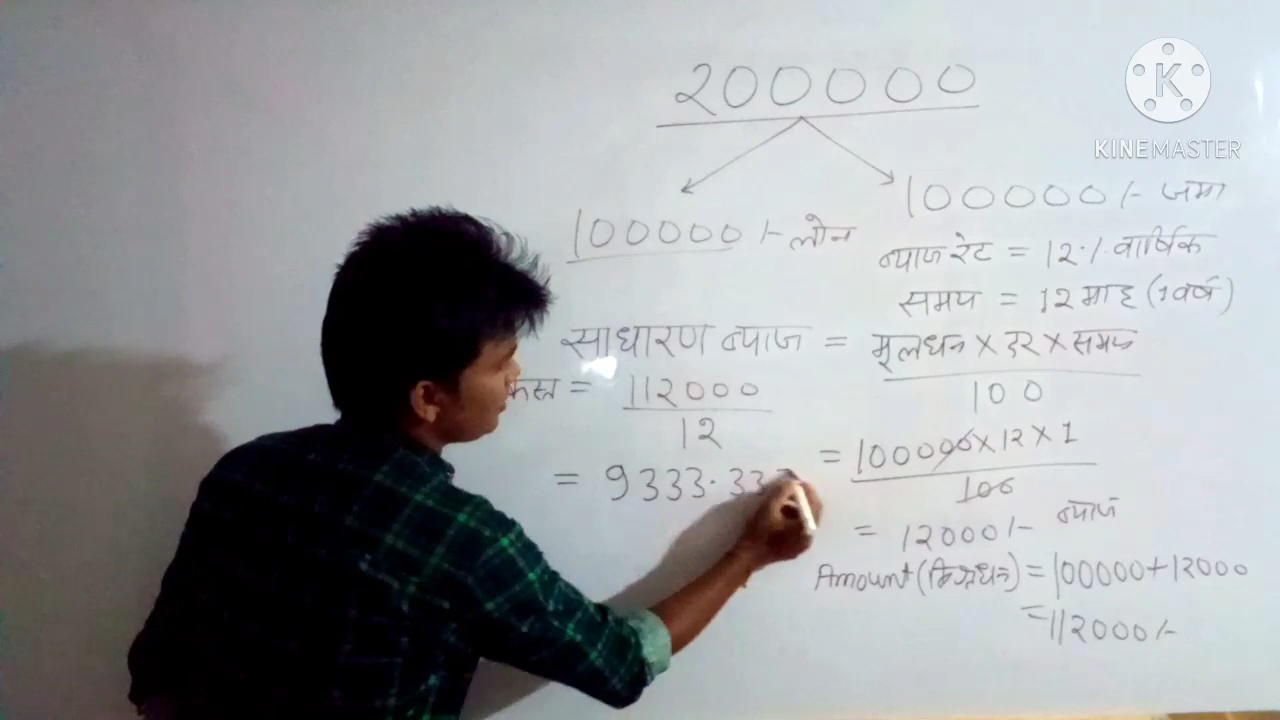 200000
KINEMASTER
100000/- जमा
100000/- लोन
ब्याज रेट = 12·/. वार्षिक
समय = 12 माह (1 वर्ष)
साधारण ब्याज = मूलधन × दर × समय
100
= 100000 × 12 × 1
100
= 12000/- ब्याज
Amount (मिश्रधन) = 100000 + 12000
= 112000/-
= 112000
12
= 9333.33